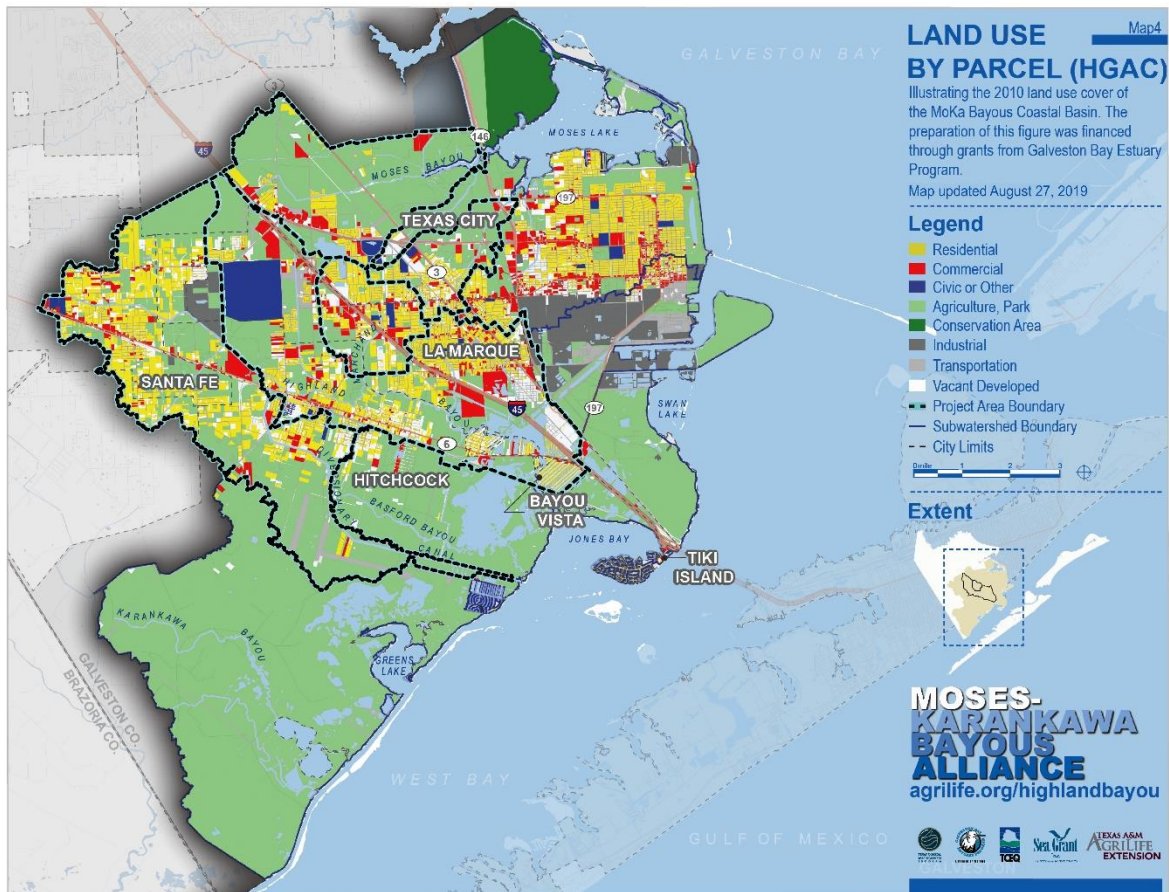 Map4
LAND USE
BY PARCEL (HGAC)
Illustrating the 2010 land use cover of
the MoKa Bayous Coastal Basin. The
preparation of this figure was financed
through grants from Galveston Bay Estuary
Program.
Map updated August 27, 2019
Legend
Residential
Commercial
Civic or Other
Agriculture, Park
Conservation Area
Industrial
Transportation
Vacant Developed
Project Area Boundary
Subwatershed Boundary
City Limits
1 2 3
Extent
MOSES-
KARANKAWA
BAYOUS
ALLIANCE
agrilife.org/highlandbayou
TCEQ
Sea Grant
TEXAS A&M
AGRILIFE
EXTENSION
GALVESTON BAY
MOSES LAKE
3
146
45
MOSES BAYOU
197
TEXAS CITY
3
LA MARQUE
SANTA FE
HIGHLAND
BAYOU
45
197
SWAN
LAKE
6
HITCHCOCK
BAYOU
VISTA
BASFORD BAYOU
CANAL
JONES BAY
TIKI
ISLAND
KARANKAWA
BAYOU
GREENS
LAKE
GALVESTON CO.
BRAZORIA CO.
WEST BAY
GULF OF MEXICO
GALVESTON